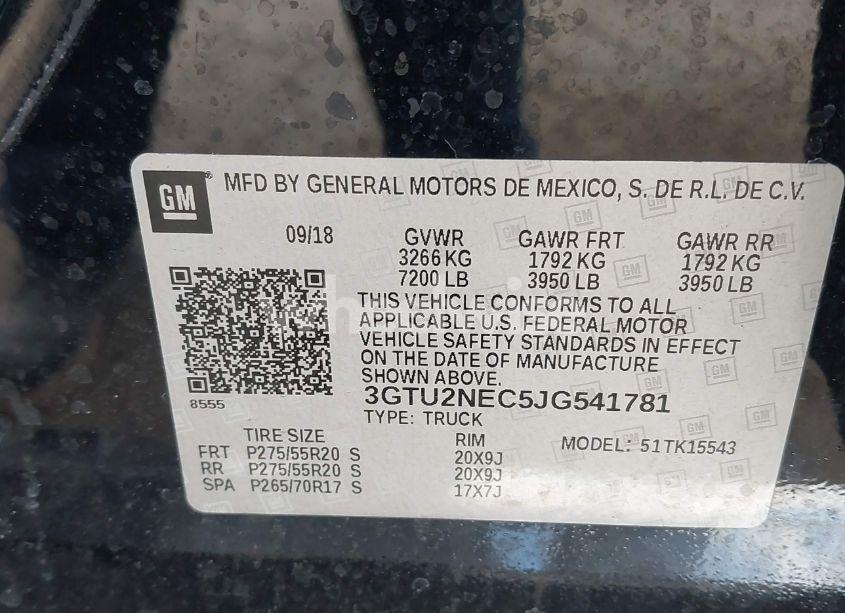 GM
MFD BY GENERAL MOTORS DE MEXICO, S. DE R.L. DE C.V.
09/18 GVWR GAWR FRT GAWR RR
3266 KG 1792 KG 1792 KG
7200 LB 3950 LB 3950 LB
THIS VEHICLE CONFORMS TO ALL
APPLICABLE U.S. FEDERAL MOTOR
VEHICLE SAFETY STANDARDS IN EFFECT
ON THE DATE OF MANUFACTURE
SHOWN ABOVE.
8555
3GTU2NEC5JG541781
TYPE: TRUCK
TIRE SIZE RIM MODEL: 51TK15543
FRT P275/55R20 S 20X9J
RR P275/55R20 S 20X9J
SPA P265/70R17 S 17X7J